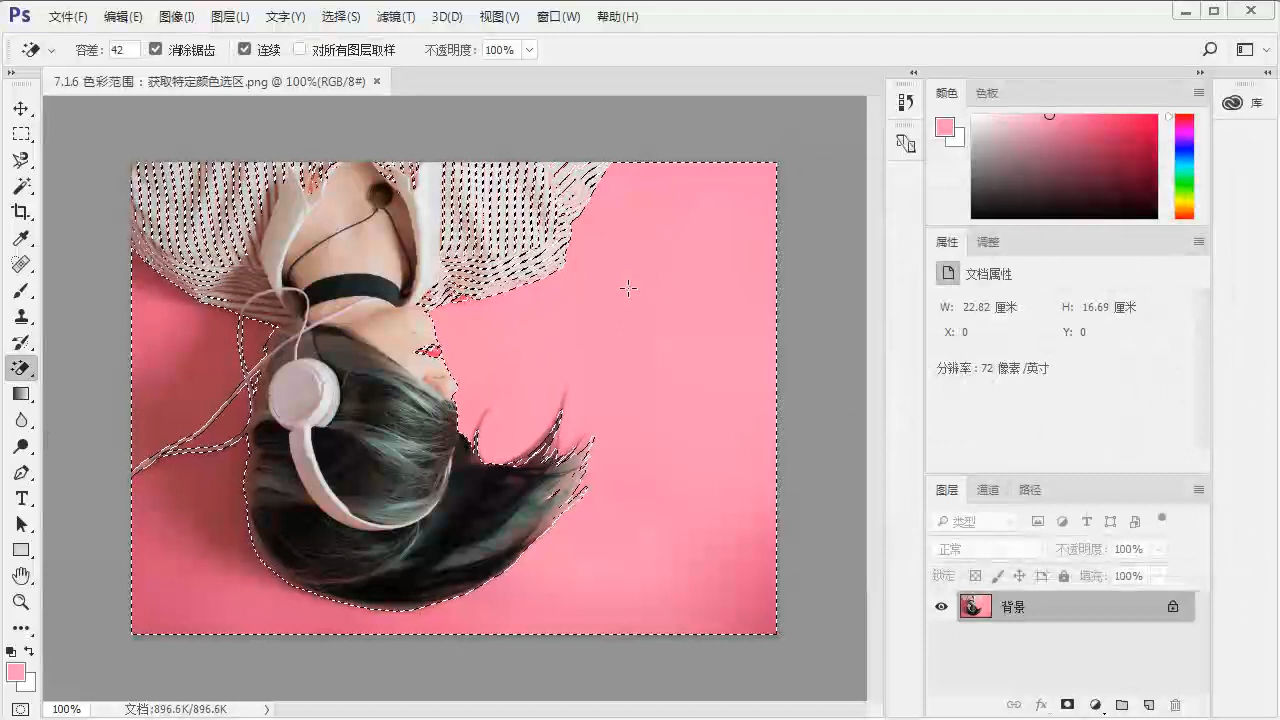 Ps 文件(F) 编辑(E) 图像(I) 图层(L) 文字(Y) 选择(S) 滤镜(T) 3D(D) 视图(V) 窗口(W) 帮助(H)
容差: 42 消除锯齿 连续 对所有图层取样 不透明度: 100%
7.1.6 色彩范围：获取特定颜色选区.png @ 100%(RGB/8#) ×
颜色 色板
库
属性 调整
文档属性
W: 22.82 厘米 H: 16.69 厘米
X: 0 Y: 0
分辨率: 72 像素/英寸
图层 通道 路径
类型
正常 不透明度: 100%
锁定: 填充: 100%
背景
fx
100% 文档:896.6K/896.6K